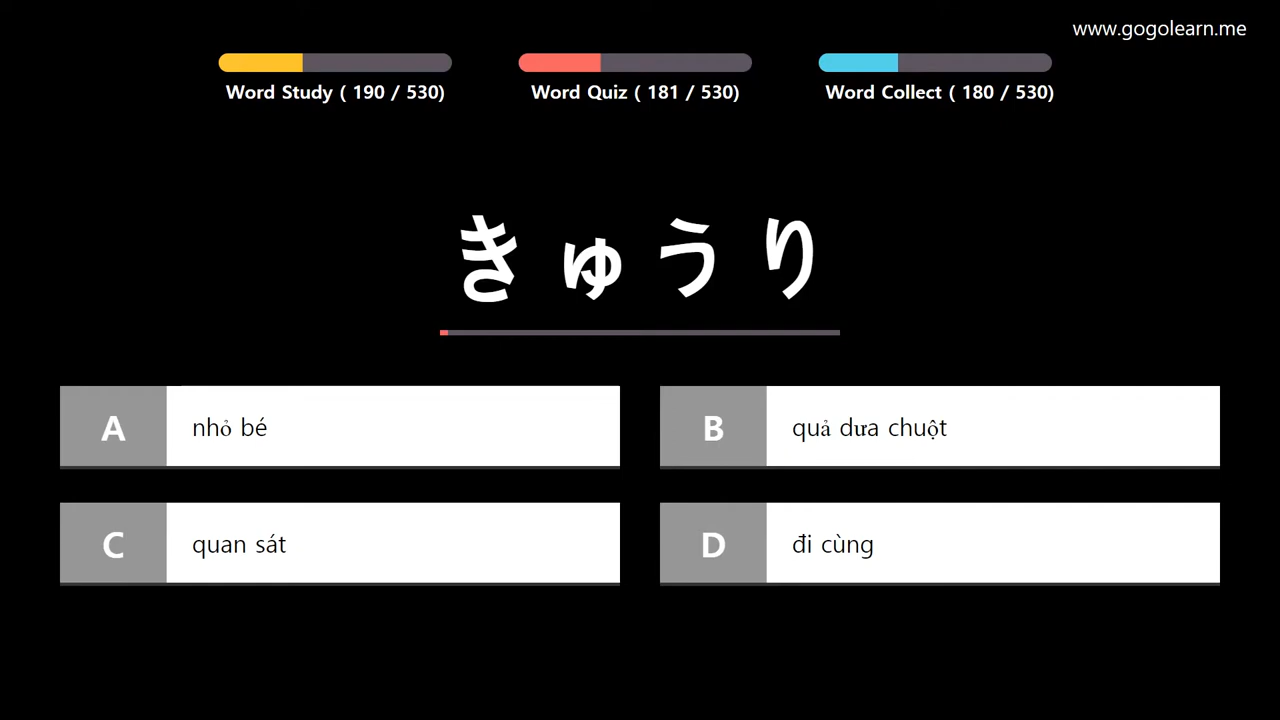 www.gogolearn.me
Word Study ( 190 / 530)
Word Quiz ( 181 / 530)
Word Collect ( 180 / 530)
きゅうり
A nhỏ bé
B quả dưa chuột
C quan sát
D đi cùng